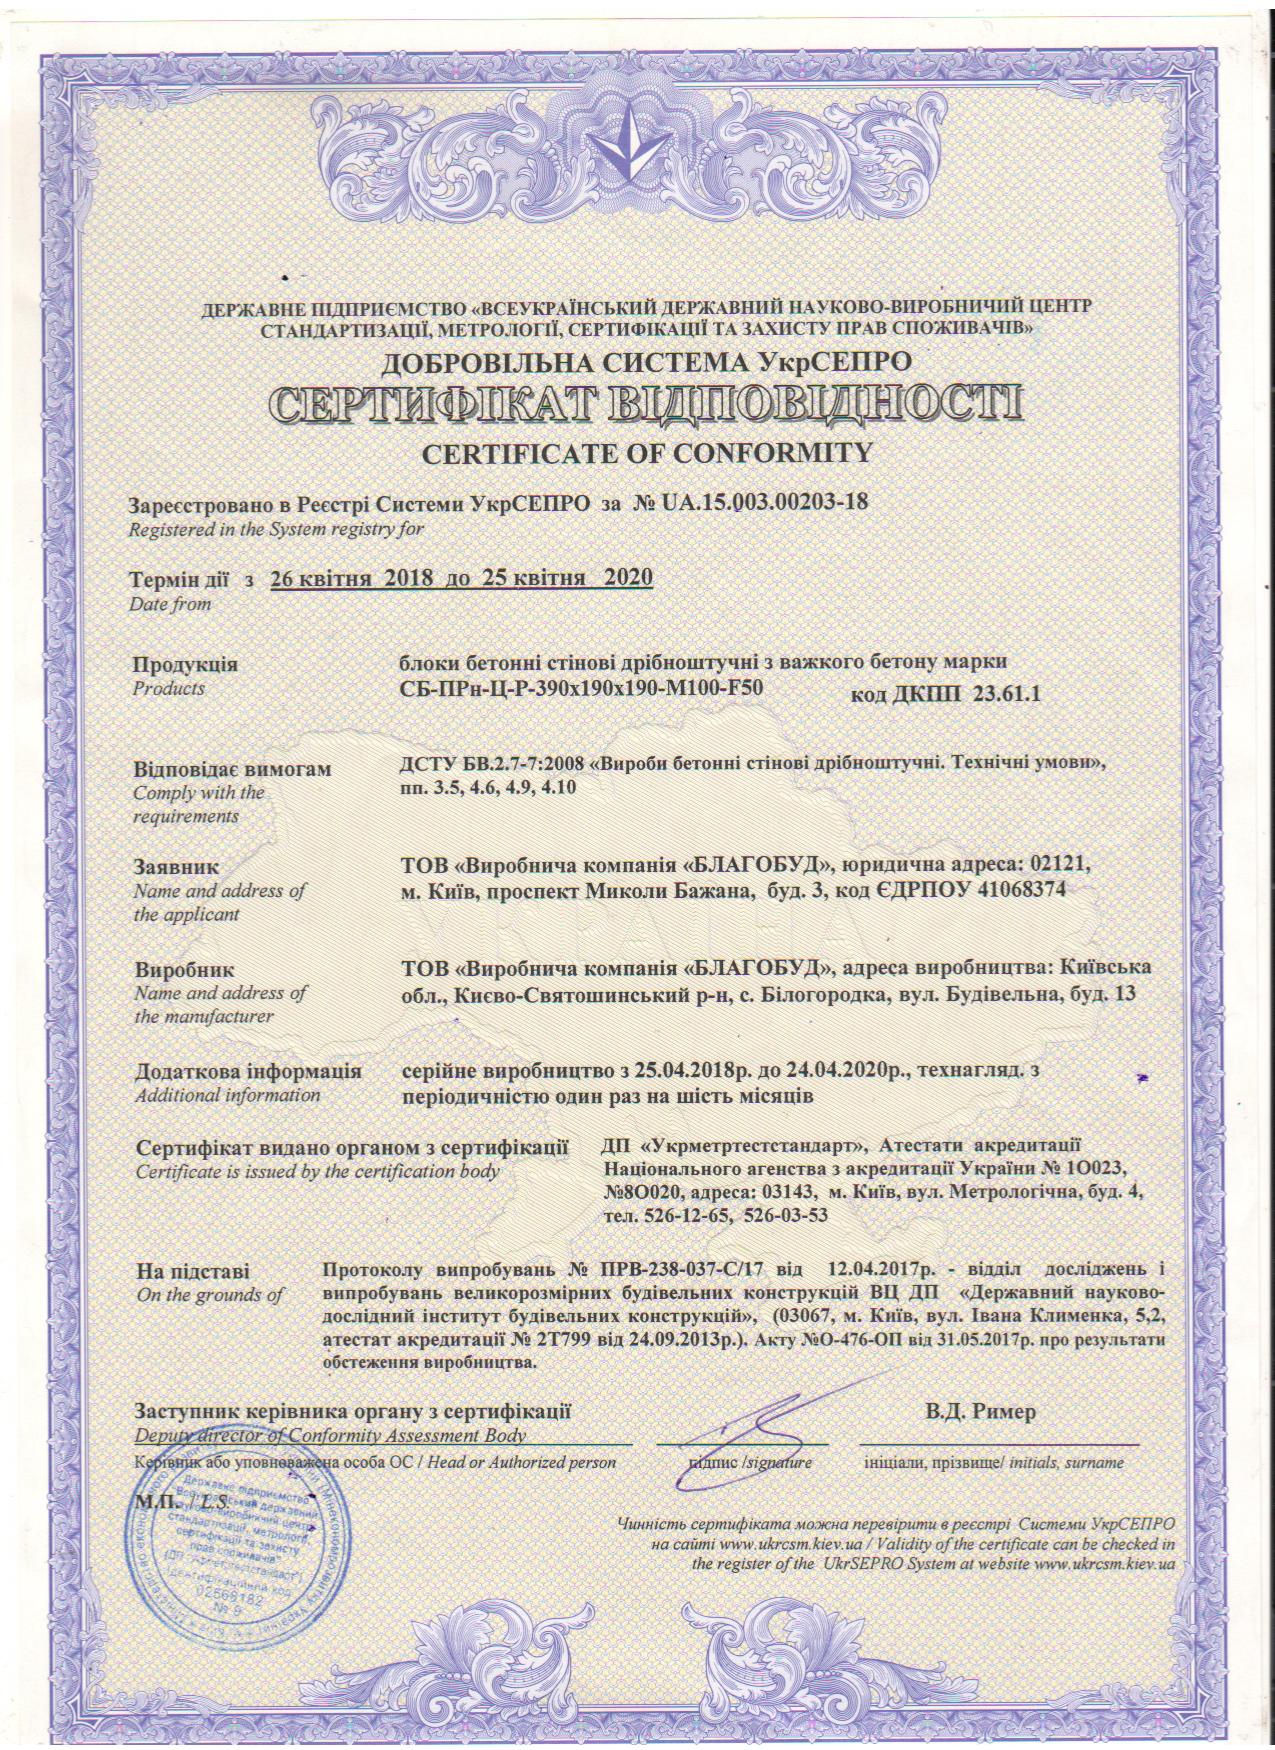 ДЕРЖАВНЕ ПІДПРИЄМСТВО «ВСЕУКРАЇНСЬКИЙ ДЕРЖАВНИЙ НАУКОВО-ВИРОБНИЧИЙ ЦЕНТР
СТАНДАРТИЗАЦІЇ, МЕТРОЛОГІЇ, СЕРТИФІКАЦІЇ ТА ЗАХИСТУ ПРАВ СПОЖИВАЧІВ»
ДОБРОВІЛЬНА СИСТЕМА УкрСЕПРО
СЕРТИФІКАТ ВІДПОВІДНОСТІ
CERTIFICATE OF CONFORMITY
Зареєстровано в Реєстрі Системи УкрСЕПРО за № UA.15.003.00203-18
Registered in the System registry for
Термін дії з 26 квітня 2018 до 25 квітня 2020
Date from
Продукція блоки бетонні стінові дрібноштучні з важкого бетону марки
Products СБ-ПРн-Ц-Р-390х190х190-М100-F50 код ДКПП 23.61.1
Відповідає вимогам ДСТУ БВ.2.7-7:2008 «Вироби бетонні стінові дрібноштучні. Технічні умови»,
Comply with the пп. 3.5, 4.6, 4.9, 4.10
requirements
Заявник ТОВ «Виробнича компанія «БЛАГОБУД», юридична адреса: 02121,
Name and address of м. Київ, проспект Миколи Бажана, буд. 3, код ЄДРПОУ 41068374
the applicant
УКРАЇНА
Виробник ТОВ «Виробнича компанія «БЛАГОБУД», адреса виробництва: Київська
Name and address of обл., Києво-Святошинський р-н, с. Білогородка, вул. Будівельна, буд. 13
the manufacturer
Додаткова інформація серійне виробництво з 25.04.2018р. до 24.04.2020р., технагляд. з
Additional information періодичністю один раз на шість місяців
Сертифікат видано органом з сертифікації ДП «Укрметртестстандарт», Атестати акредитації
Certificate is issued by the certification body Національного агенства з акредитації України № 1О023,
№8О020, адреса: 03143, м. Київ, вул. Метрологічна, буд. 4,
тел. 526-12-65, 526-03-53
На підставі Протоколу випробувань № ПРВ-238-037-С/17 від 12.04.2017р. - відділ досліджень і
On the grounds of випробувань великорозмірних будівельних конструкцій ВЦ ДП «Державний науково-
дослідний інститут будівельних конструкцій», (03067, м. Київ, вул. Івана Клименка, 5,2,
атестат акредитації № 2Т799 від 24.09.2013р.). Акту №О-476-ОП від 31.05.2017р. про результати
обстеження виробництва.
Заступник керівника органу з сертифікації В.Д. Ример
Deputy director of Conformity Assessment Body
Керівник або уповноважена особа ОС / Head or Authorized person підпис /signature ініціали, прізвище/ initials, surname
М.П. / L.S.
Державне підприємство
"Всеукраїнський державний
науково-виробничий центр
стандартизації, метрології,
сертифікації та захисту
прав споживачів"
(ДП "Укрметртестстандарт")
Ідентифікаційний код
02568182
№ 9
Чинність сертифіката можна перевірити в реєстрі Системи УкрСЕПРО
на сайті www.ukrcsm.kiev.ua / Validity of the certificate can be checked in
the register of the UkrSEPRO System at website www.ukrcsm.kiev.ua